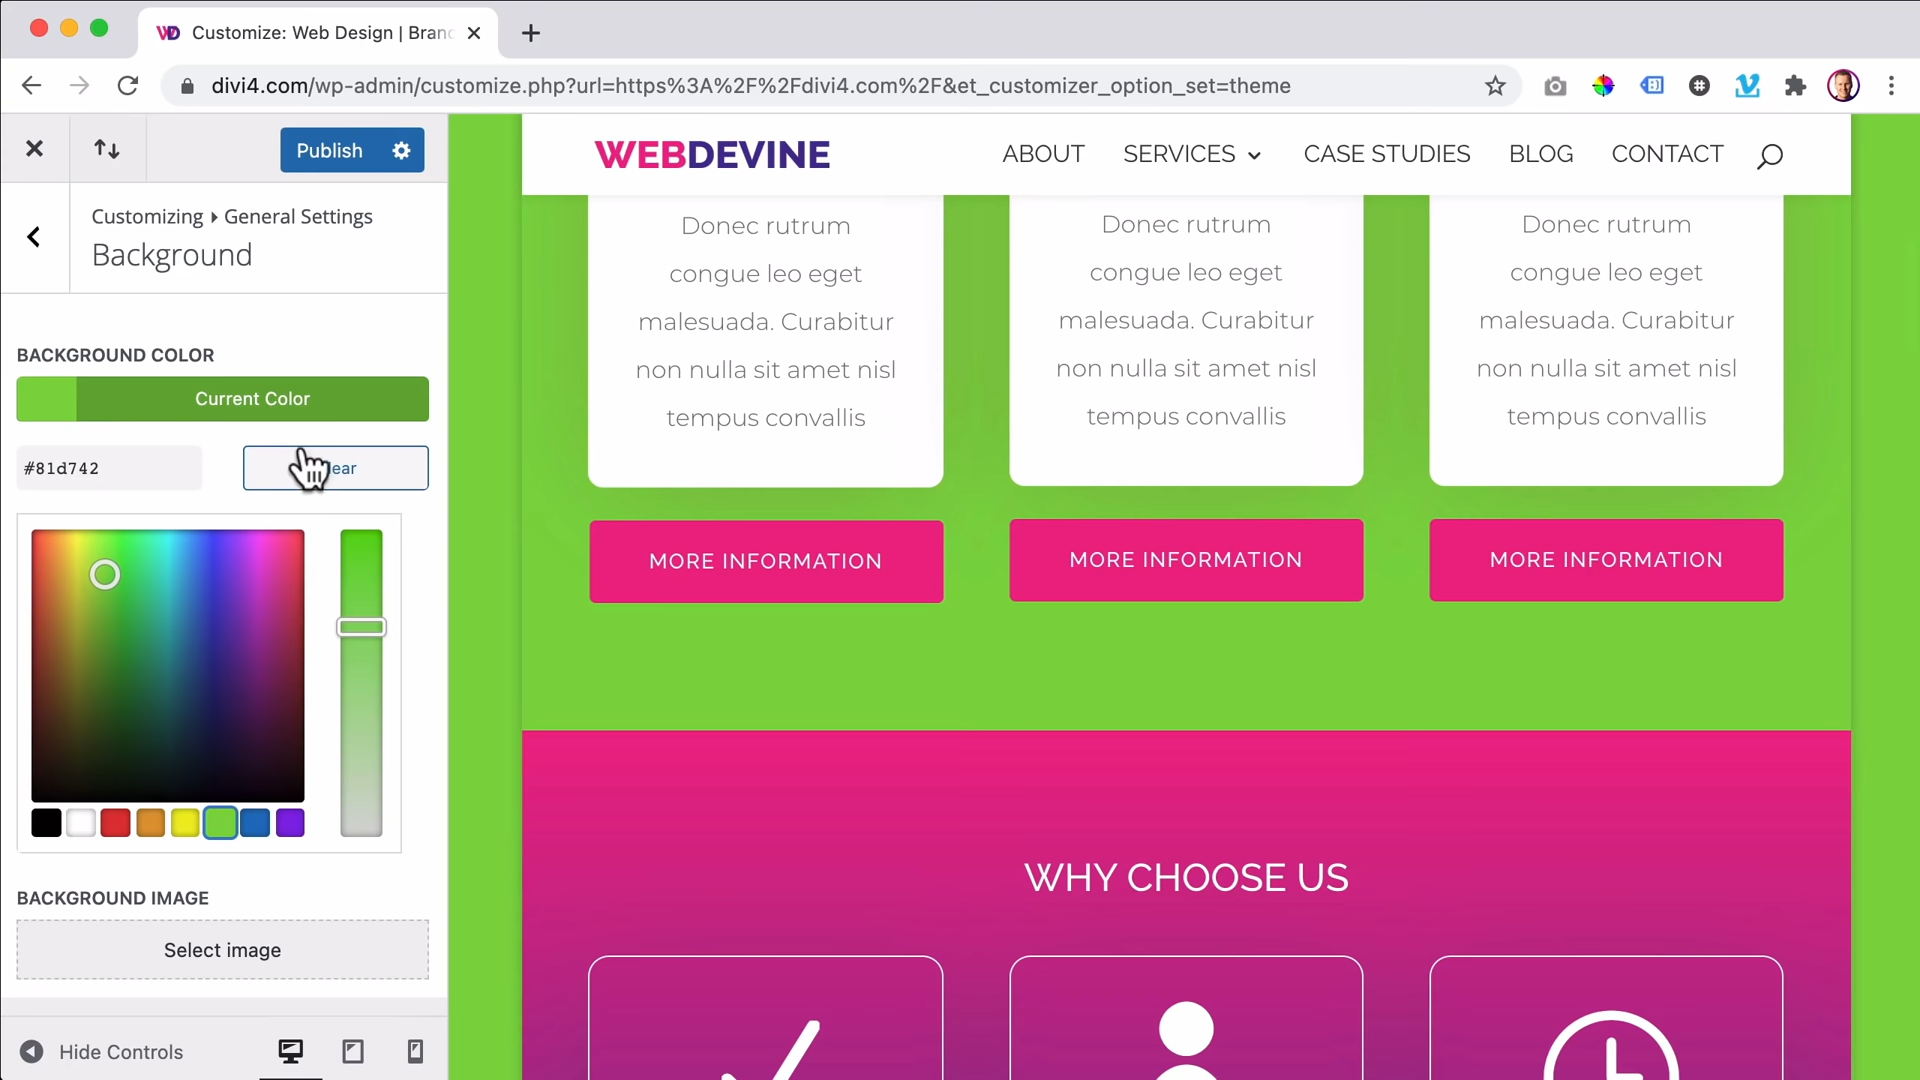 Customize: Web Design | Bran
divi4.com/wp-admin/customize.php?url=https%3A%2F%2Fdivi4.com%2F&et_customizer_option_set=theme
Publish
Customizing General Settings
Background
BACKGROUND COLOR
Current Color
#81d742
ear
BACKGROUND IMAGE
Select image
Hide Controls
WEBDEVINE
ABOUT SERVICES CASE STUDIES BLOG CONTACT
Donec rutrum
congue leo eget
malesuada. Curabitur
non nulla sit amet nisl
tempus convallis
MORE INFORMATION
Donec rutrum
congue leo eget
malesuada. Curabitur
non nulla sit amet nisl
tempus convallis
MORE INFORMATION
Donec rutrum
congue leo eget
malesuada. Curabitur
non nulla sit amet nisl
tempus convallis
MORE INFORMATION
WHY CHOOSE US